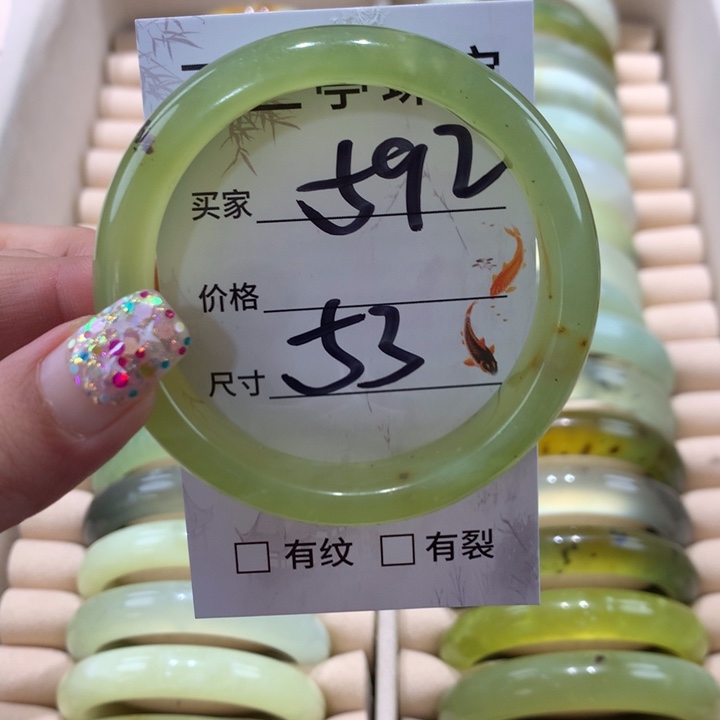 买家 592
价格
尺寸 53
□ 有纹 □ 有裂